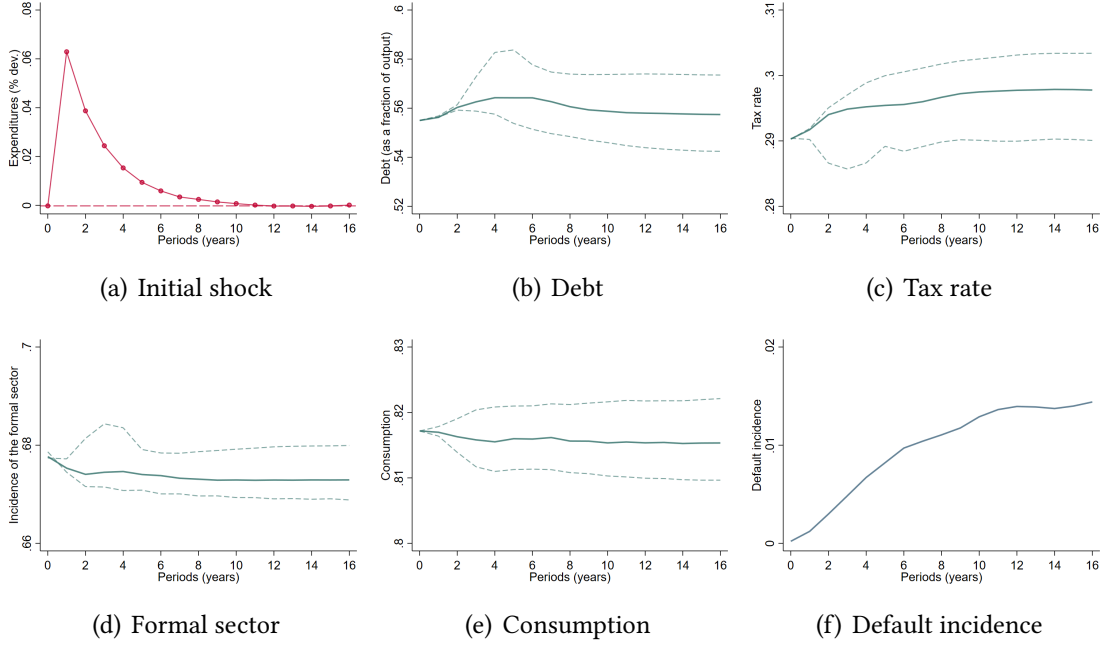 Expenditures (% dev.)
.08
.06
.04
.02
0
0 2 4 6 8 10 12 14 16
Periods (years)
(a) Initial shock
Debt (as a fraction of output)
.6
.58
.56
.54
.52
0 2 4 6 8 10 12 14 16
Periods (years)
(b) Debt
Tax rate
.31
.3
.29
.28
0 2 4 6 8 10 12 14 16
Periods (years)
(c) Tax rate
Incidence of the formal sector
.7
.68
.66
0 2 4 6 8 10 12 14 16
Periods (years)
(d) Formal sector
Consumption
.83
.82
.81
.8
0 2 4 6 8 10 12 14 16
Periods (years)
(e) Consumption
Default incidence
.02
.01
0
0 2 4 6 8 10 12 14 16
Periods (years)
(f) Default incidence